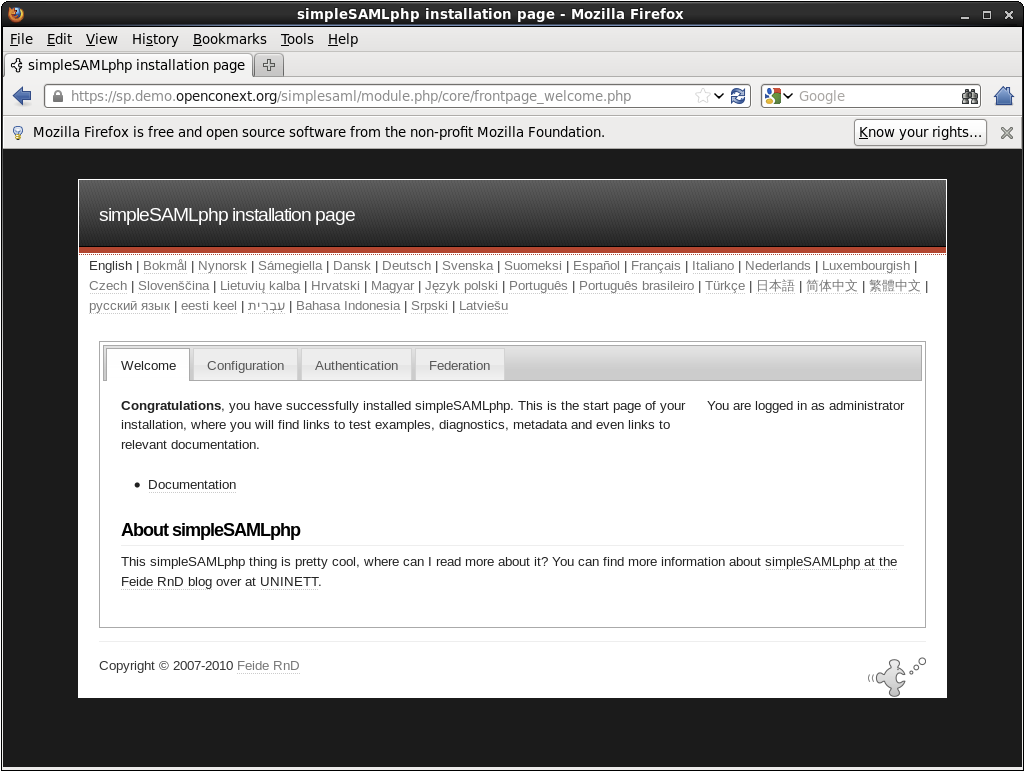 simpleSAMLphp installation page - Mozilla Firefox
File Edit View History Bookmarks Tools Help
simpleSAMLphp installation page
https://sp.demo.openconext.org/simplesaml/module.php/core/frontpage_welcome.php Google
Mozilla Firefox is free and open source software from the non-profit Mozilla Foundation. Know your rights...
simpleSAMLphp installation page
English | Bokmål | Nynorsk | Sámegiella | Dansk | Deutsch | Svenska | Suomeksi | Español | Français | Italiano | Nederlands | Luxembourgish |
Czech | Slovenščina | Lietuvių kalba | Hrvatski | Magyar | Język polski | Português | Português brasileiro | Türkçe | 日本語 | 简体中文 | 繁體中文 |
русский язык | eesti keel | עִבְרִית | Bahasa Indonesia | Srpski | Latviešu
Welcome Configuration Authentication Federation
Congratulations, you have successfully installed simpleSAMLphp. This is the start page of your
installation, where you will find links to test examples, diagnostics, metadata and even links to
relevant documentation.
You are logged in as administrator
• Documentation
About simpleSAMLphp
This simpleSAMLphp thing is pretty cool, where can I read more about it? You can find more information about simpleSAMLphp at the
Feide RnD blog over at UNINETT.
Copyright © 2007-2010 Feide RnD